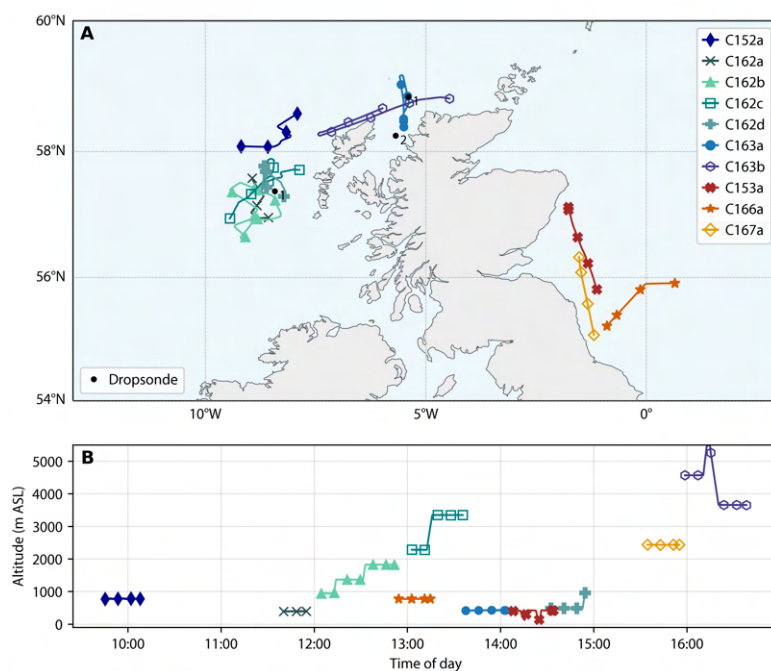 60°N
A
C152a
C162a
C162b
C162c
C162d
C163a
C163b
C153a
C166a
C167a
1
2
58°N
1
56°N
Dropsonde
54°N
10°W
5°W
0°
B
5000
4000
3000
2000
1000
0
Altitude (m ASL)
10:00
11:00
12:00
13:00
14:00
15:00
16:00
Time of day